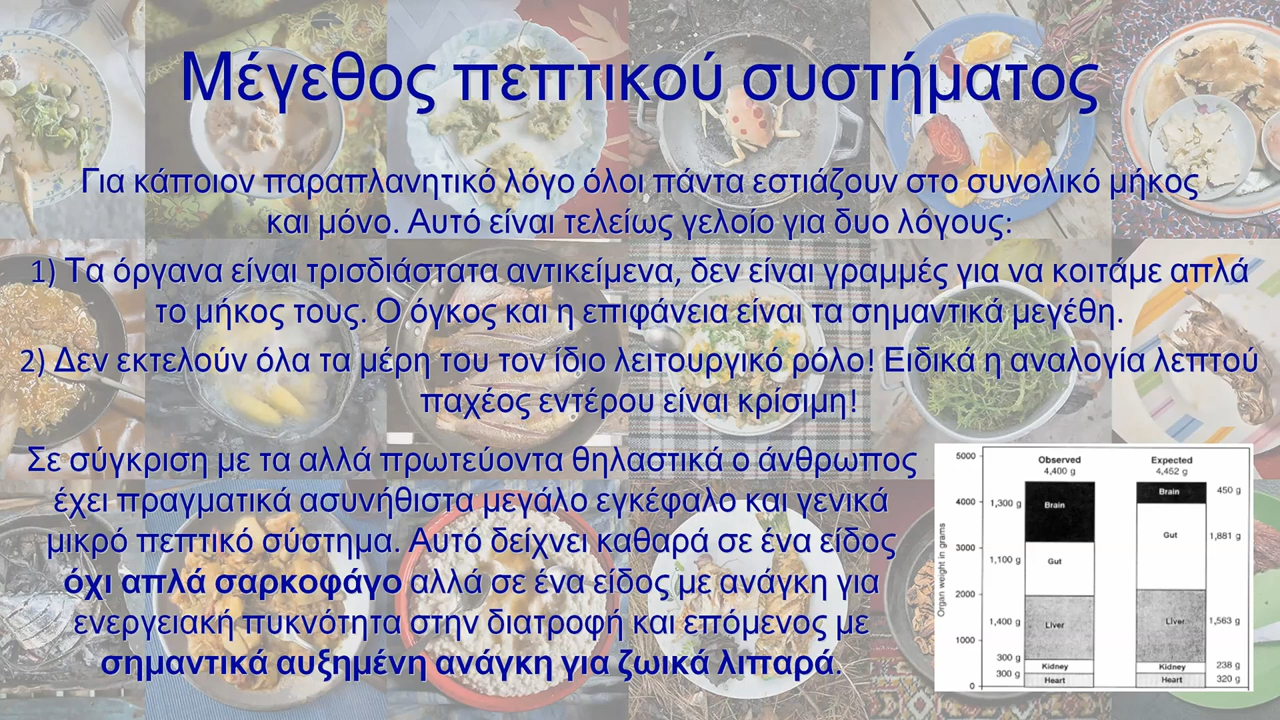 Μέγεθος πεπτικού συστήματος
Για κάποιον παραπλανητικό λόγο όλοι πάντα εστιάζουν στο συνολικό μήκος
και μόνο. Αυτό είναι τελείως γελοίο για δυο λόγους:
1) Τα όργανα είναι τρισδιάστατα αντικείμενα, δεν είναι γραμμές για να κοιτάμε απλά
το μήκος τους. Ο όγκος και η επιφάνεια είναι τα σημαντικά μεγέθη.
2) Δεν εκτελούν όλα τα μέρη του τον ίδιο λειτουργικό ρόλο! Ειδικά η αναλογία λεπτού
παχέος εντέρου είναι κρίσιμη!
Σε σύγκριση με τα αλλά πρωτεύοντα θηλαστικά ο άνθρωπος
έχει πραγματικά ασυνήθιστα μεγάλο εγκέφαλο και γενικά
μικρό πεπτικό σύστημα. Αυτό δείχνει καθαρά σε ένα είδος
όχι απλά σαρκοφάγο αλλά σε ένα είδος με ανάγκη για
ενεργειακή πυκνότητα στην διατροφή και επόμενος με
σημαντικά αυξημένη ανάγκη για ζωικά λιπαρά.
Organ weight in grams
5000
4000
3000
2000
1000
0
Observed
4,400 g
1,300 g
Brain
1,100 g
Gut
1,400 g
Liver
300 g
Kidney
300 g
Heart
Expected
4,452 g
Brain
450 g
Gut
1,881 g
Liver
1,563 g
Kidney
238 g
Heart
320 g